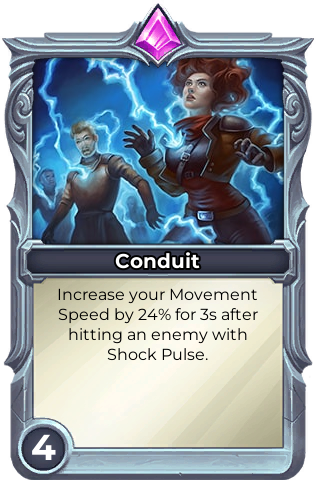 Conduit
Increase your Movement
Speed by 24% for 3s after
hitting an enemy with
Shock Pulse.
4